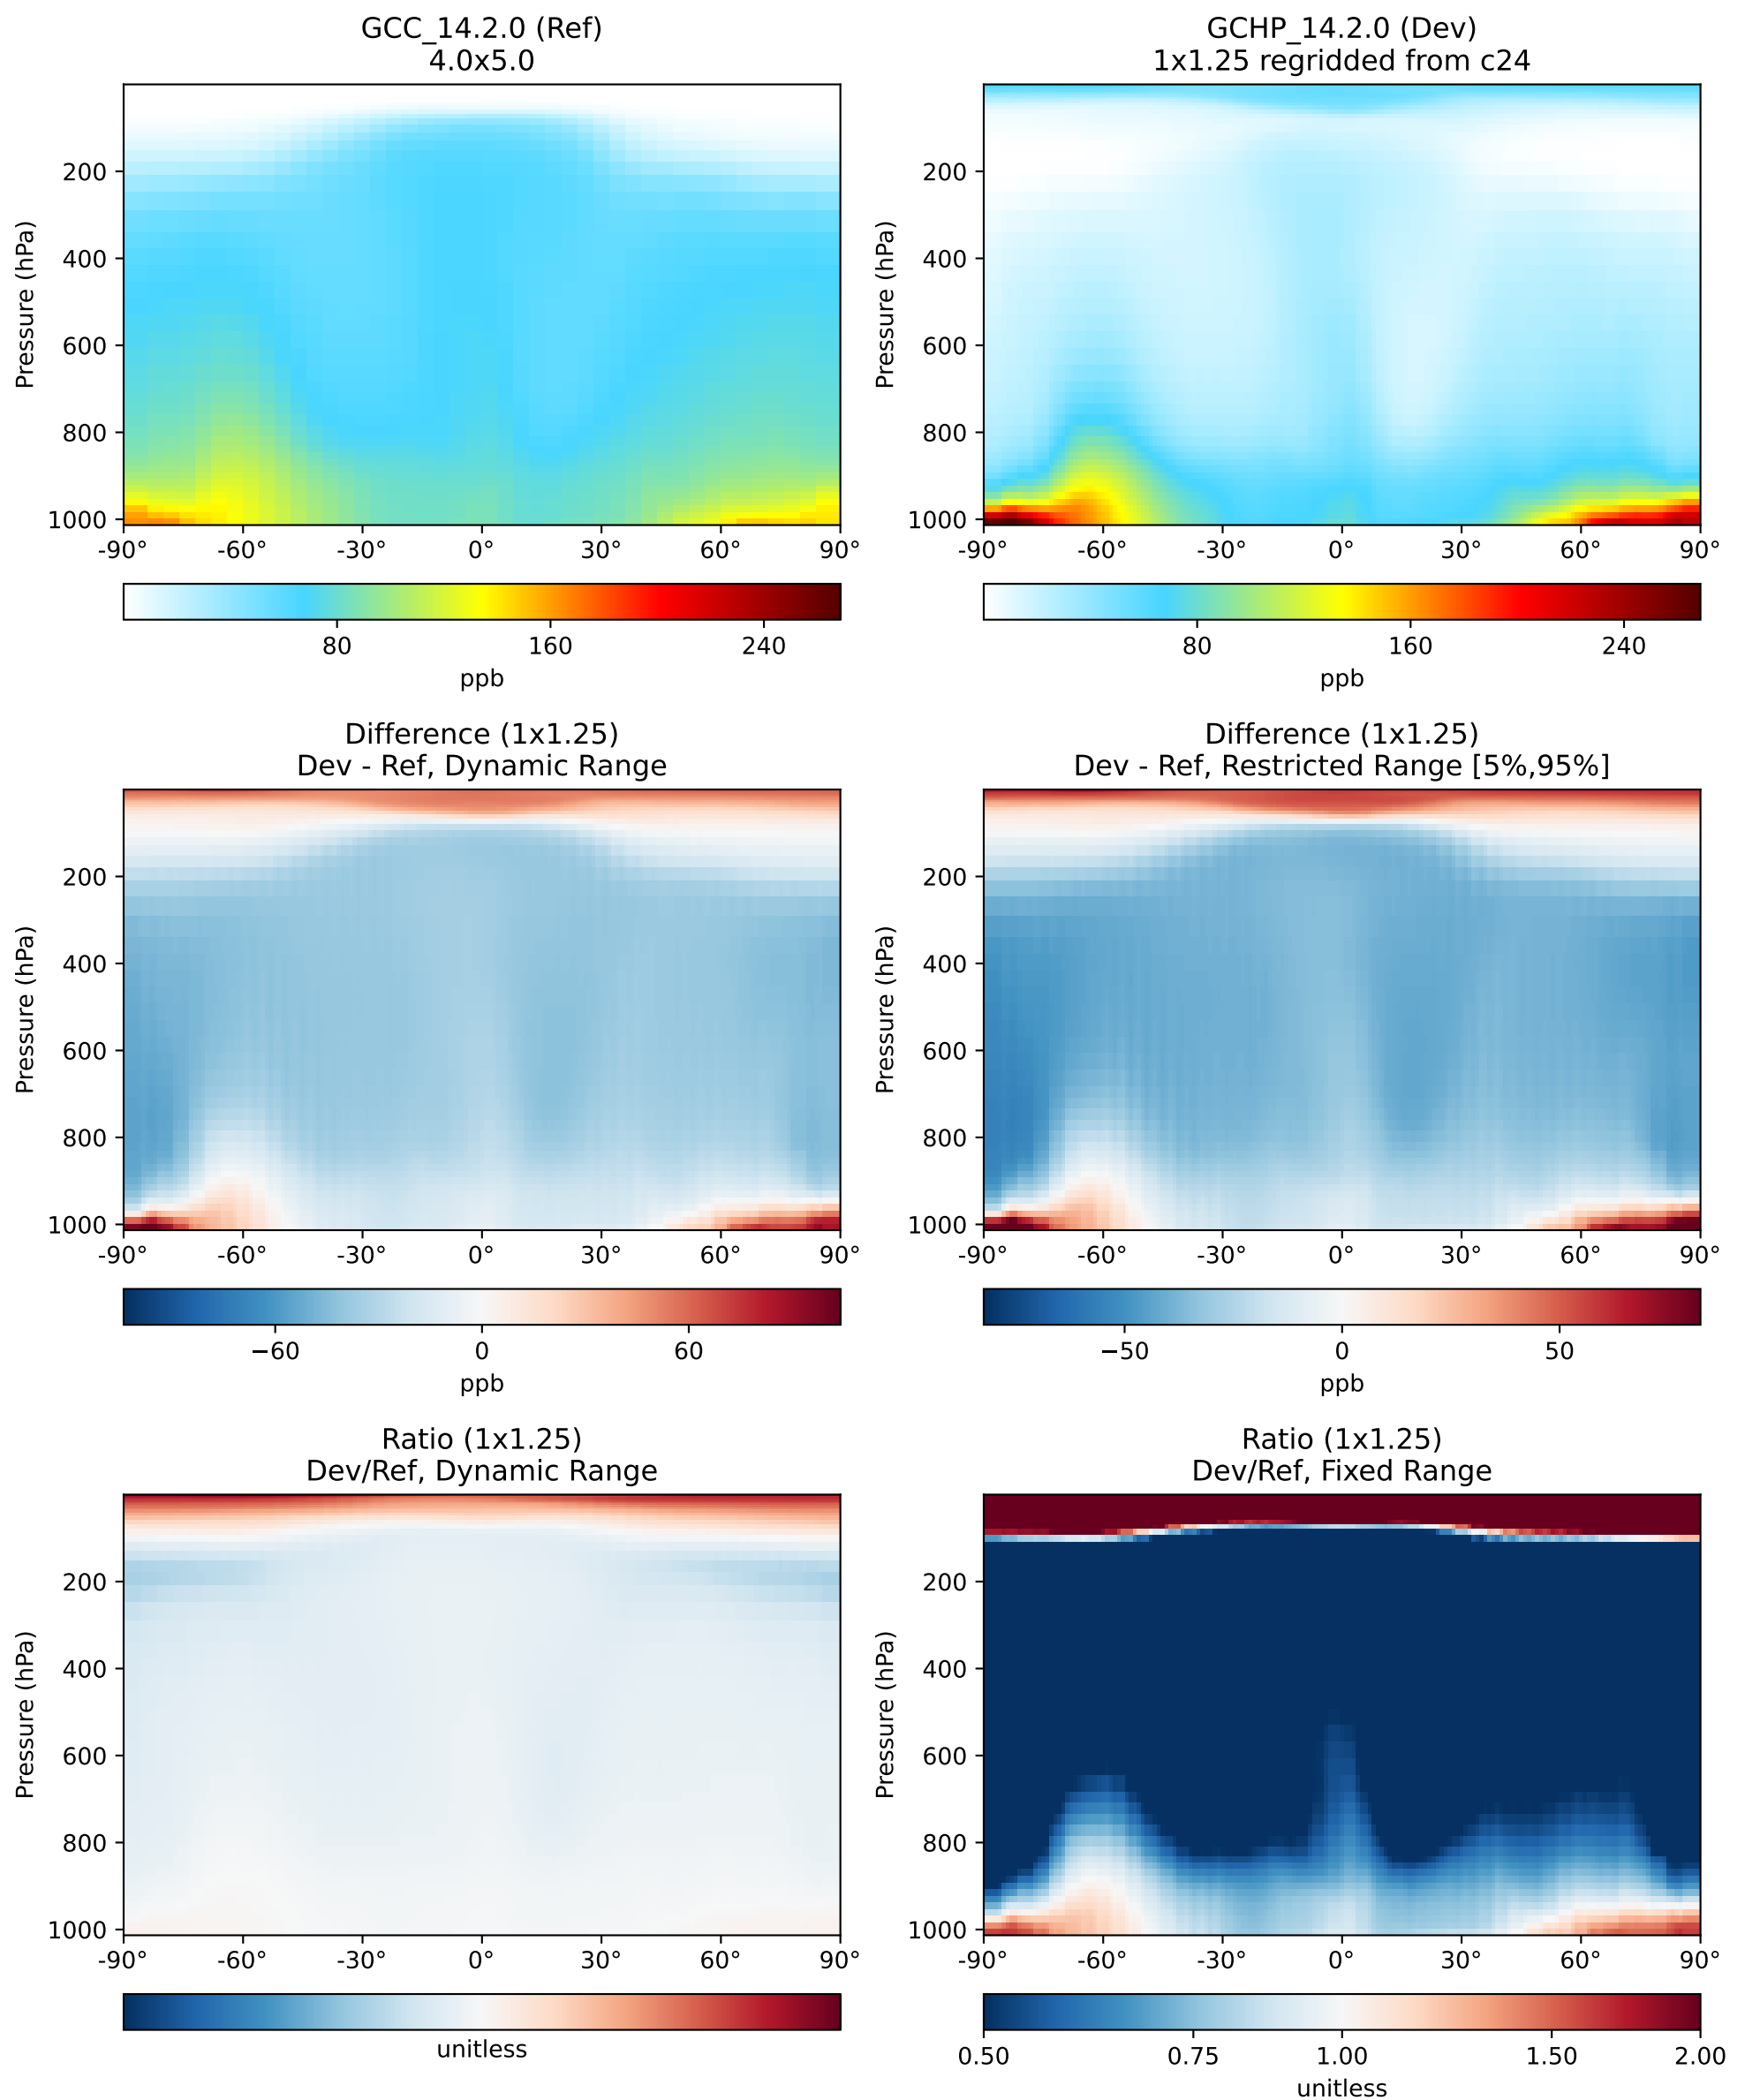 GCC_14.2.0 (Ref)
4.0x5.0
Pressure (hPa)
200
400
600
800
1000
-90° -60° -30° 0° 30° 60° 90°
80 160 240
ppb
GCHP_14.2.0 (Dev)
1x1.25 regridded from c24
Pressure (hPa)
200
400
600
800
1000
-90° -60° -30° 0° 30° 60° 90°
80 160 240
ppb
Difference (1x1.25)
Dev - Ref, Dynamic Range
Pressure (hPa)
200
400
600
800
1000
-90° -60° -30° 0° 30° 60° 90°
−60 0 60
ppb
Difference (1x1.25)
Dev - Ref, Restricted Range [5%,95%]
Pressure (hPa)
200
400
600
800
1000
-90° -60° -30° 0° 30° 60° 90°
−50 0 50
ppb
Ratio (1x1.25)
Dev/Ref, Dynamic Range
Pressure (hPa)
200
400
600
800
1000
-90° -60° -30° 0° 30° 60° 90°
unitless
Ratio (1x1.25)
Dev/Ref, Fixed Range
Pressure (hPa)
200
400
600
800
1000
-90° -60° -30° 0° 30° 60° 90°
0.50 0.75 1.00 1.50 2.00
unitless